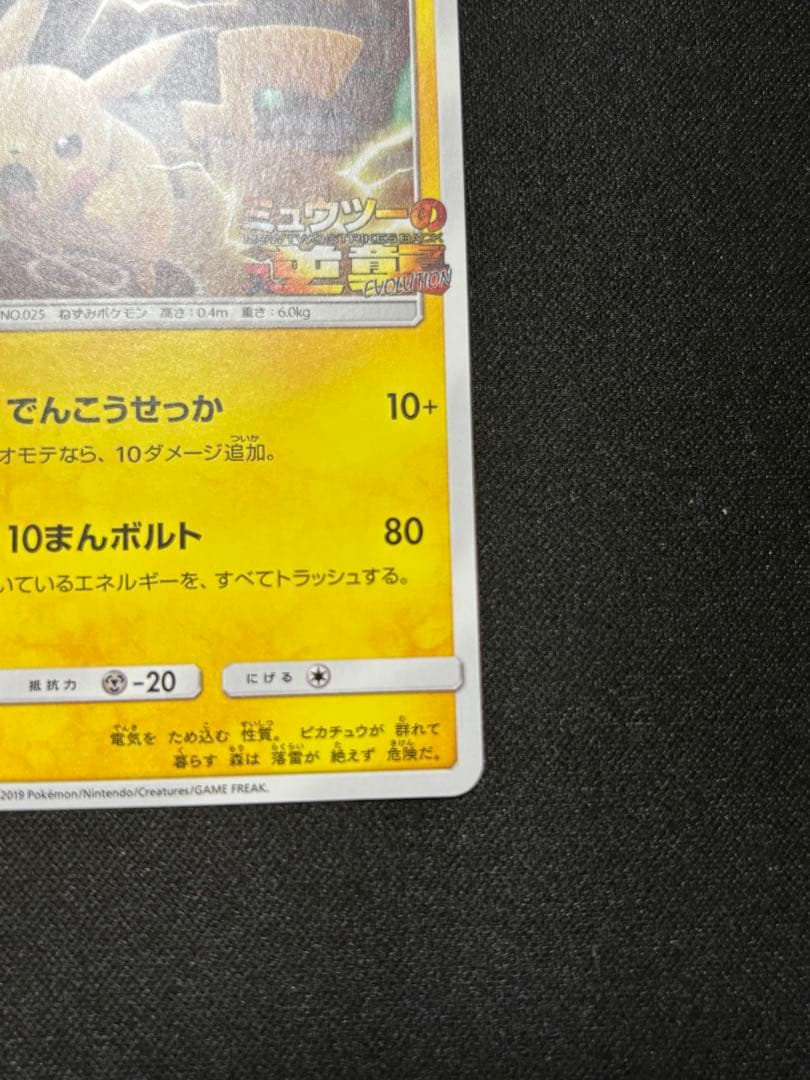 ミュウツーの
MEWTWO STRIKES BACK
逆襲
EVOLUTION
NO.025 ねずみポケモン 高さ：0.4m 重さ：6.0kg
でんこうせっか 10+
オモテなら、10ダメージ追加。
10まんボルト 80
いているエネルギーを、すべてトラッシュする。
抵抗力 -20 にげる
電気を ため込む 性質。 ピカチュウが 群れて
暮らす 森は 落雷が 絶えず 危険だ。
2019 Pokémon/Nintendo/Creatures/GAME FREAK.